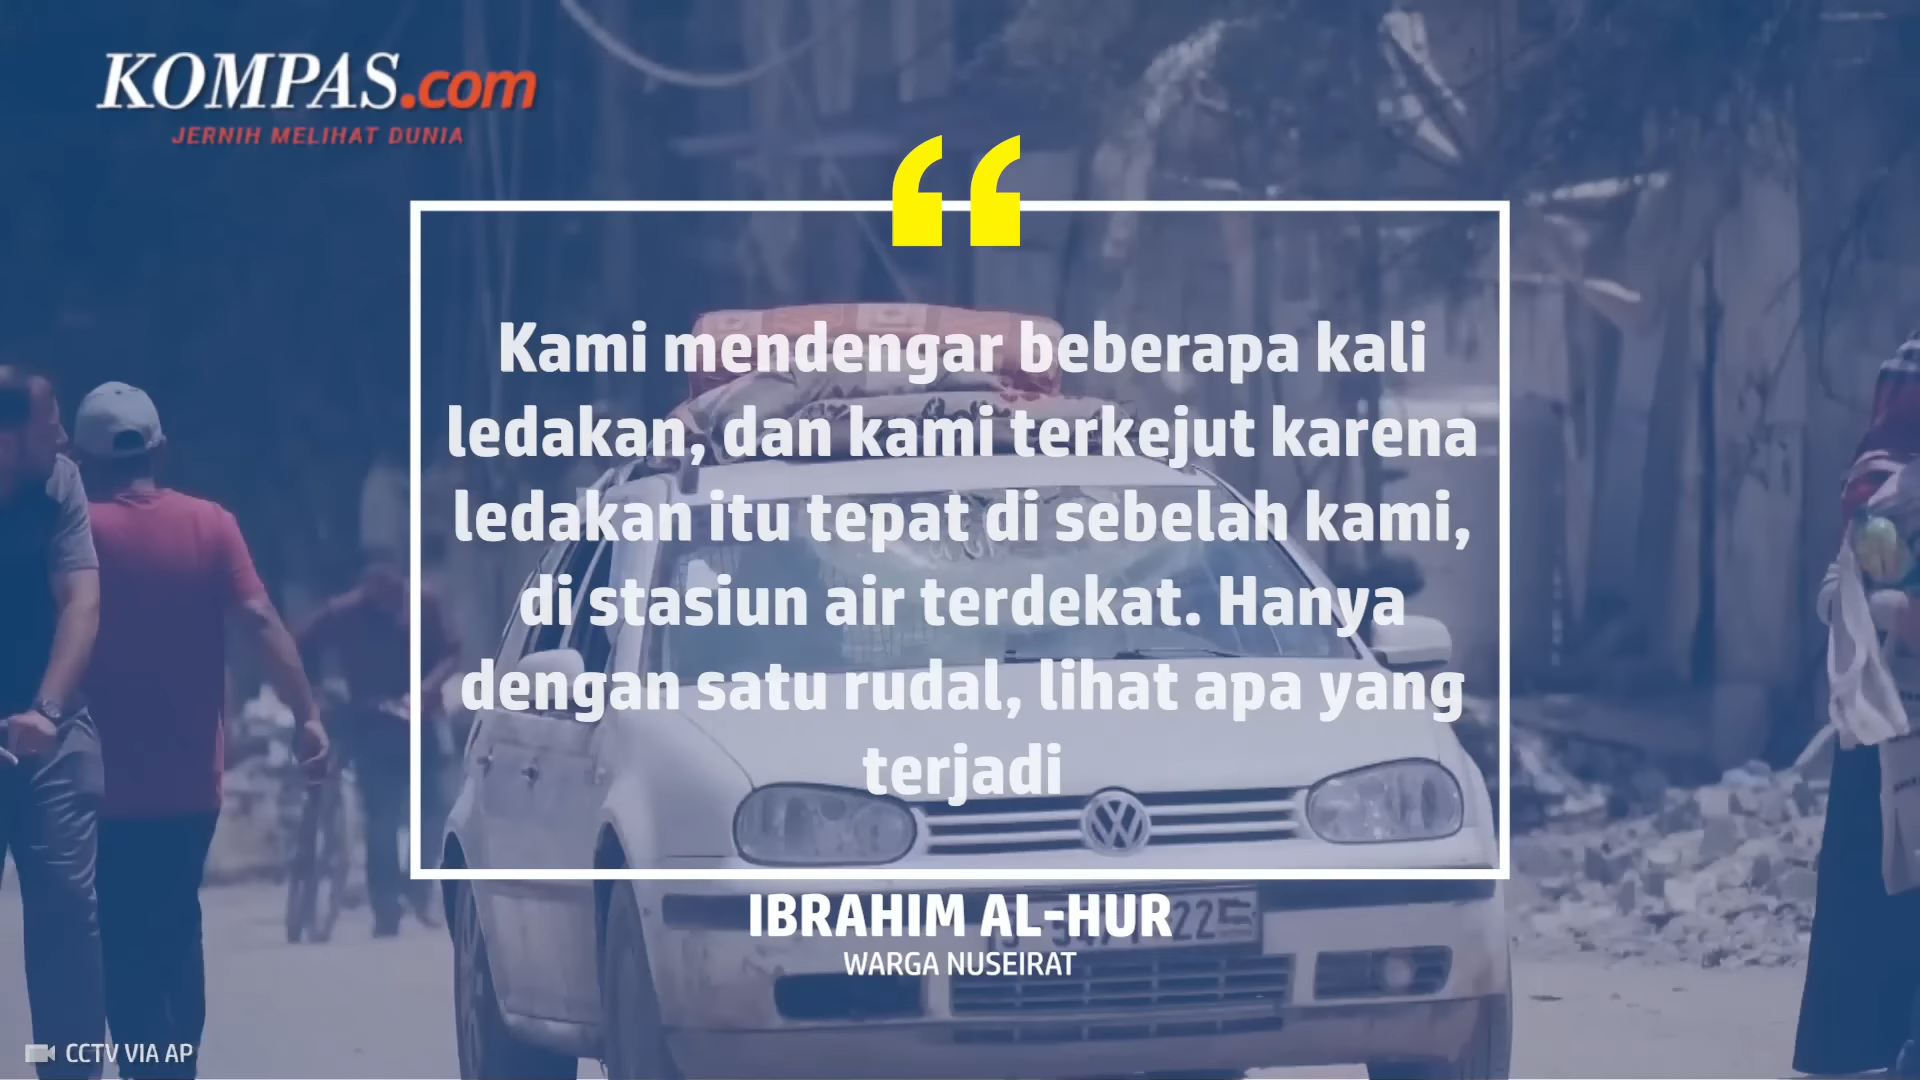 KOMPAS.com
JERNIH MELIHAT DUNIA
Kami mendengar beberapa kali
ledakan, dan kami terkejut karena
ledakan itu tepat di sebelah kami,
di stasiun air terdekat. Hanya
dengan satu rudal, lihat apa yang
terjadi
IBRAHIM AL-HUR
WARGA NUSEIRAT
CCTV VIA AP